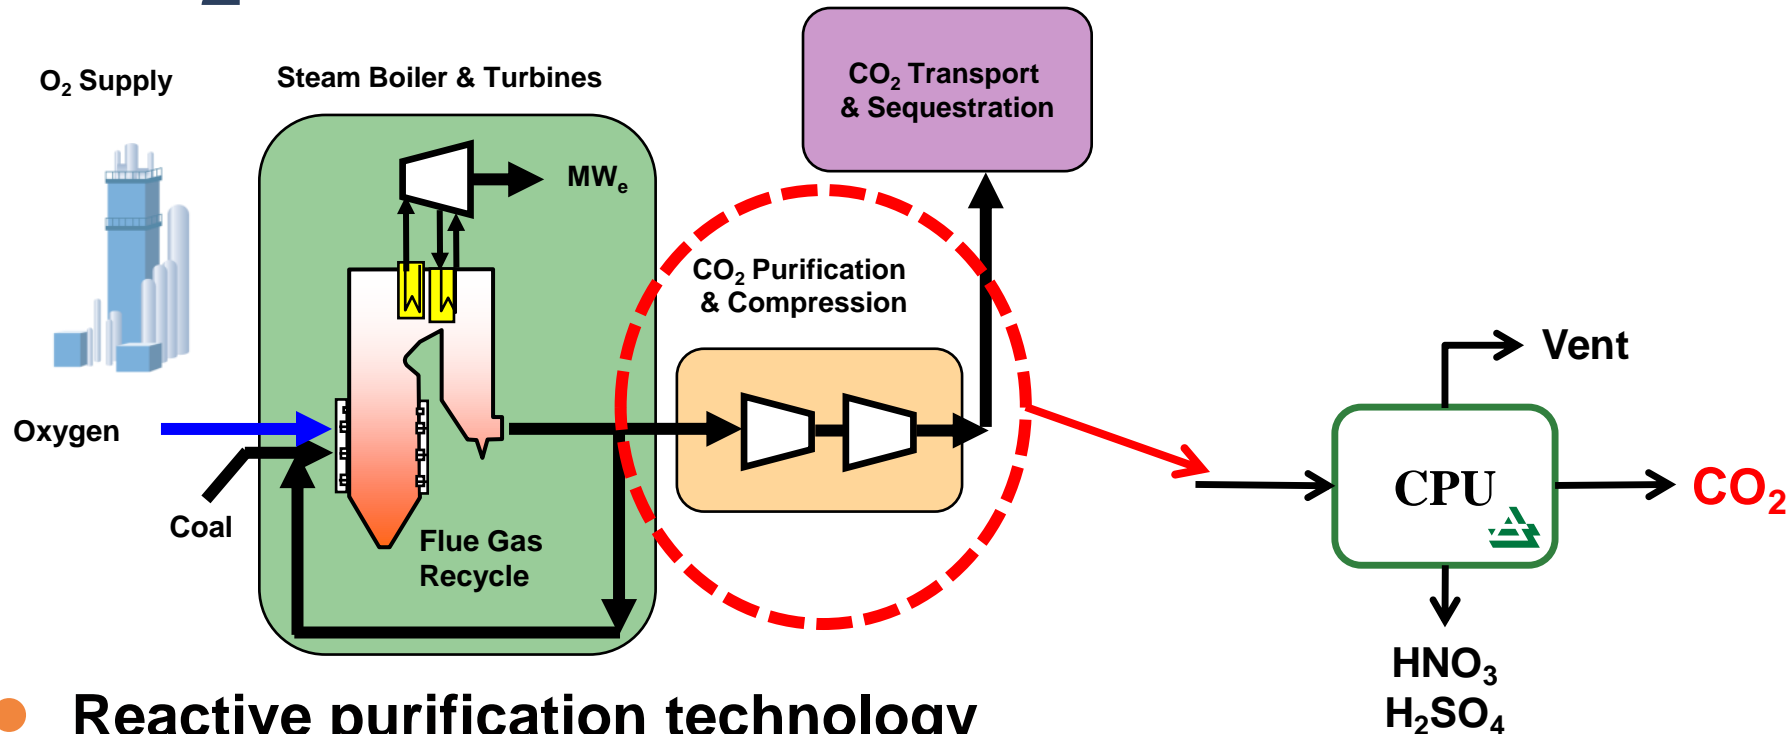 2
O₂ Supply
Steam Boiler & Turbines
CO₂ Transport
& Sequestration
MWₑ
CO₂ Purification
& Compression
Vent
Oxygen
CPU
CO₂
Coal
Flue Gas
Recycle
HNO₃
H₂SO₄
Reactive purification technology